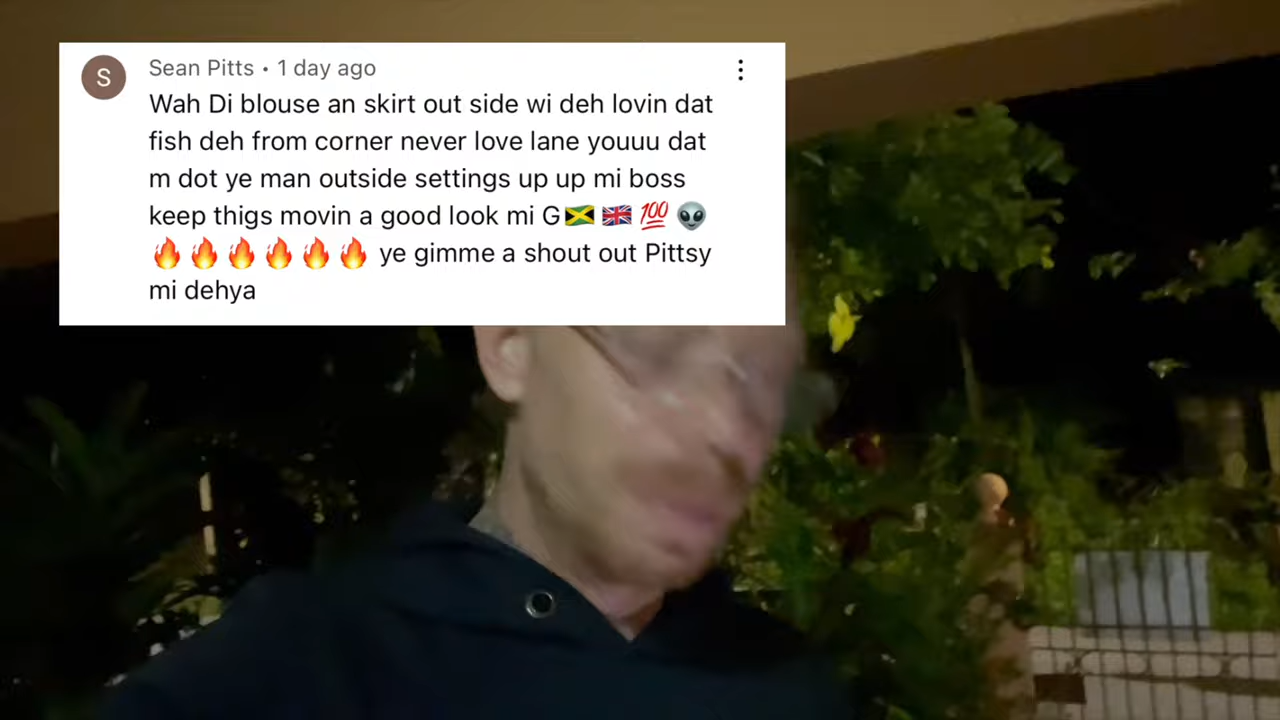 S
Sean Pitts • 1 day ago
Wah Di blouse an skirt out side wi deh lovin dat
fish deh from corner never love lane youuu dat
m dot ye man outside settings up up mi boss
keep thigs movin a good look mi G🇯🇲 🇬🇧 💯 👽
🔥 🔥 🔥 🔥 🔥 🔥 ye gimme a shout out Pittsy
mi dehya